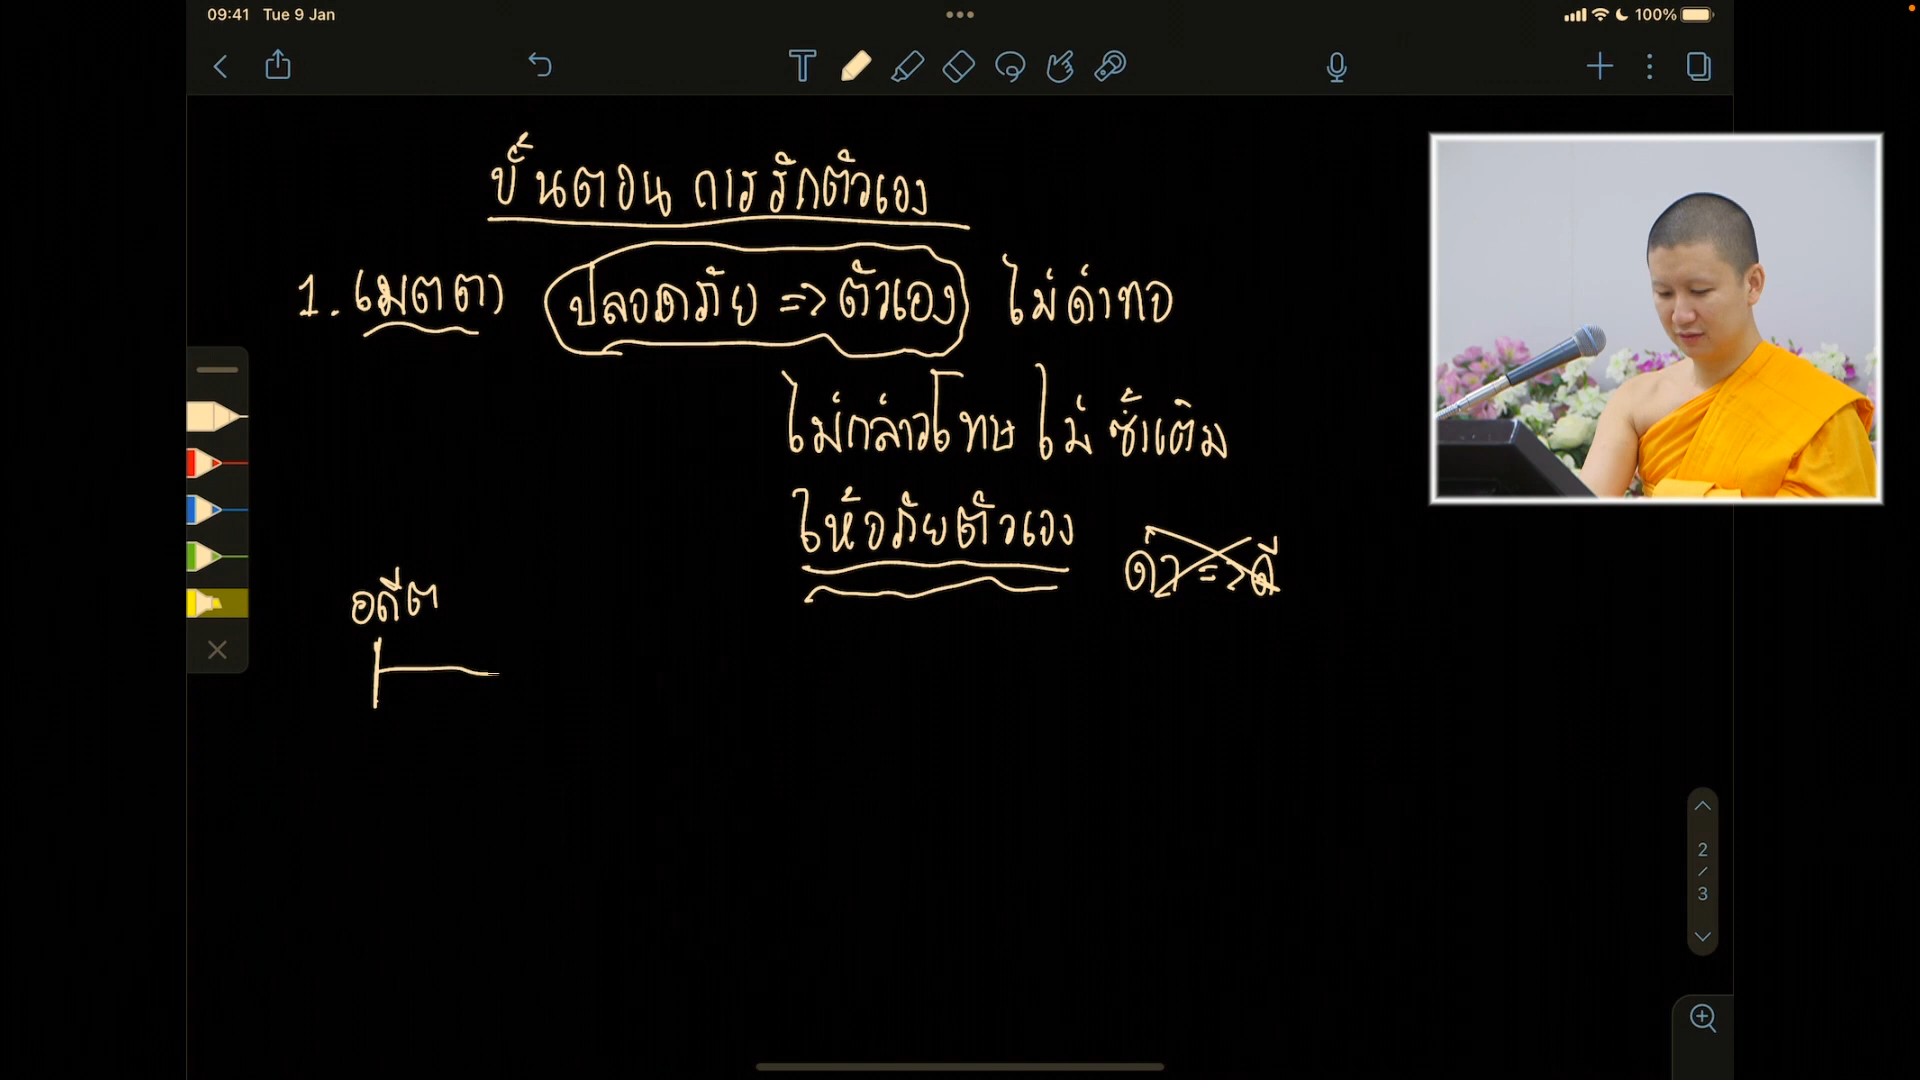 09:41 Tue 9 Jan
100%
ขั้นตอน การรักตัวเอง
1. เมตตา ปลอดภัย => ตัวเอง ไม่ด่าทอ
ไม่กล่าวโทษ ไม่ ซ้ำเติม
ให้อภัยตัวเอง
=> ดี
อดีต
2
/
3